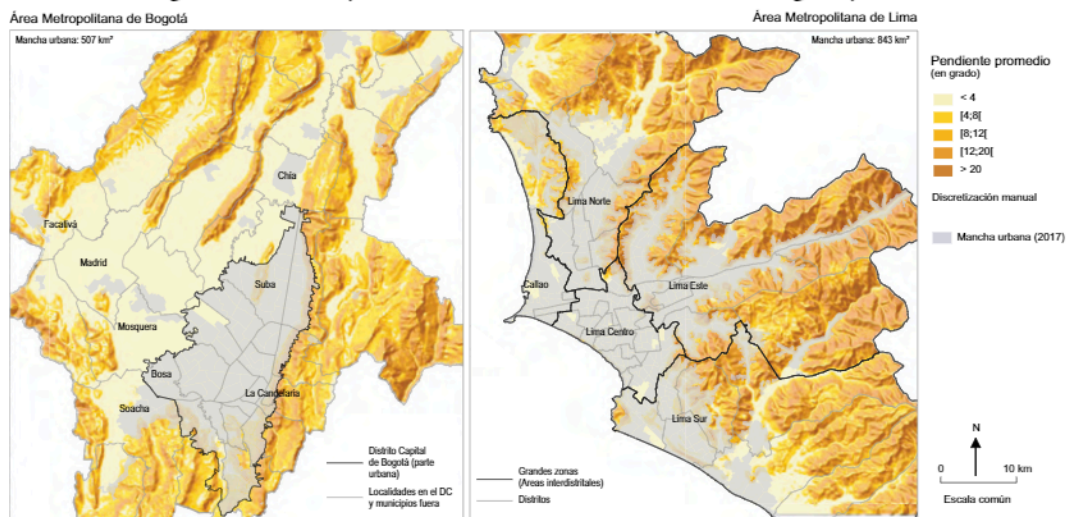 Área Metropolitana de Bogotá
Área Metropolitana de Lima
Mancha urbana: 507 km²
Chía
Facativá
Madrid
Suba
Mosquera
Bosa
La Candelaria
Soacha
Distrito Capital
de Bogotá (parte
urbana)
Localidades en el DC
y municipios fuera
Mancha urbana: 843 km²
Lima Norte
Callao
Lima Este
Lima Centro
Lima Sur
Grandes zonas
(Áreas interdistritales)
Distritos
Pendiente promedio
(en grado)
< 4
[4;8[
[8;12[
[12;20[
> 20
Discretización manual
Mancha urbana (2017)
N
0 10 km
Escala común